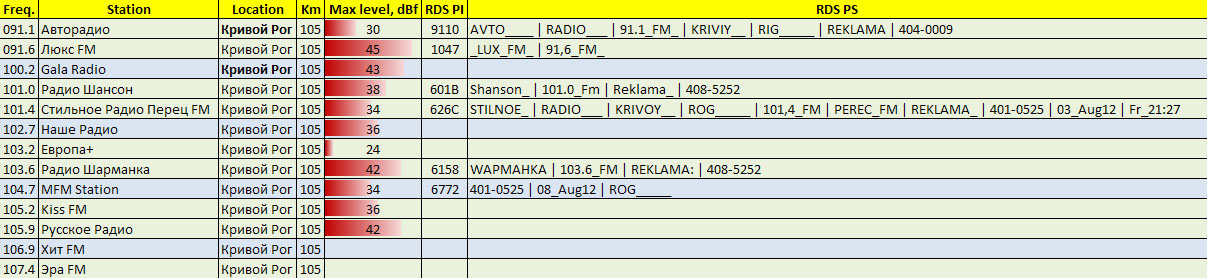 Freq. Station Location Km Max level, dBf RDS PI RDS PS
091.1 Авторадио Кривой Рог 105 30 9110 AVTO____ | RADIO___ | 91.1_FM_ | KRIVIY__ | RIG_____ | REKLAMA | 404-0009
091.6 Люкс FM Кривой Рог 105 45 1047 _LUX_FM_ | 91,6_FM_
100.2 Gala Radio Кривой Рог 105 43
101.0 Радио Шансон Кривой Рог 105 38 601B Shanson_ | 101.0_Fm | Reklama_ | 408-5252
101.4 Стильное Радио Перец FM Кривой Рог 105 34 626C STILNOE_ | RADIO___ | KRIVOY__ | ROG_____ | 101,4_FM | PEREC_FM | REKLAMA_ | 401-0525 | 03_Aug12 | Fr_21:27
102.7 Наше Радио Кривой Рог 105 36
103.2 Европа+ Кривой Рог 105 24
103.6 Радио Шарманка Кривой Рог 105 42 6158 WAPMAHKA | 103.6_FM | REKLAMA: | 408-5252
104.7 MFM Station Кривой Рог 105 34 6772 401-0525 | 08_Aug12 | ROG_____
105.2 Kiss FM Кривой Рог 105 36
105.9 Русское Радио Кривой Рог 105 42
106.9 Хит FM Кривой Рог 105
107.4 Эра FM Кривой Рог 105